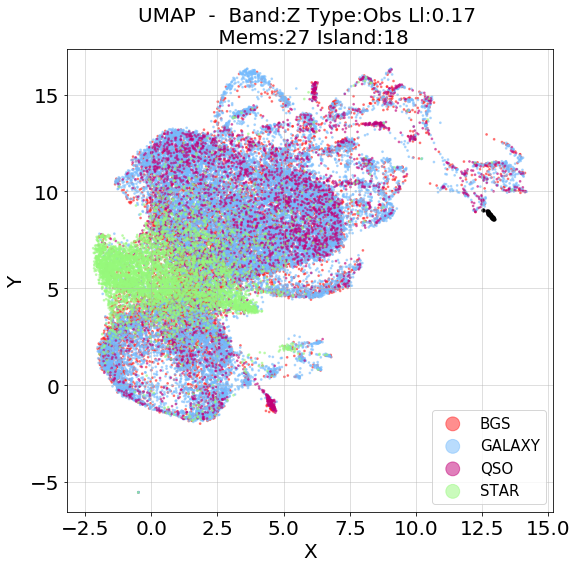 UMAP  -  Band:Z Type:Obs Ll:0.17
Mems:27 Island:18
15
10
5
0
−5
Y
−2.5 0.0 2.5 5.0 7.5 10.0 12.5 15.0
X
BGS
GALAXY
QSO
STAR